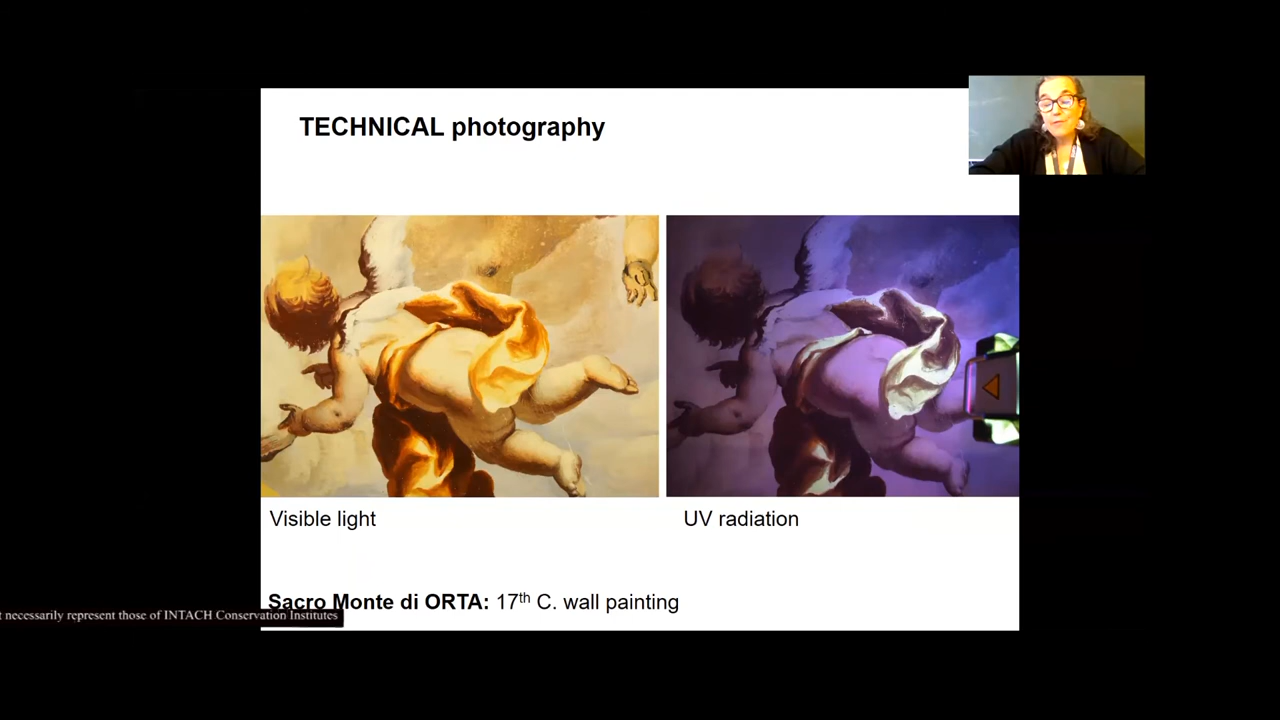 TECHNICAL photography
Visible light
UV radiation
Sacro Monte di ORTA: 17th C. wall painting
necessarily represent those of INTACH Conservation Institutes